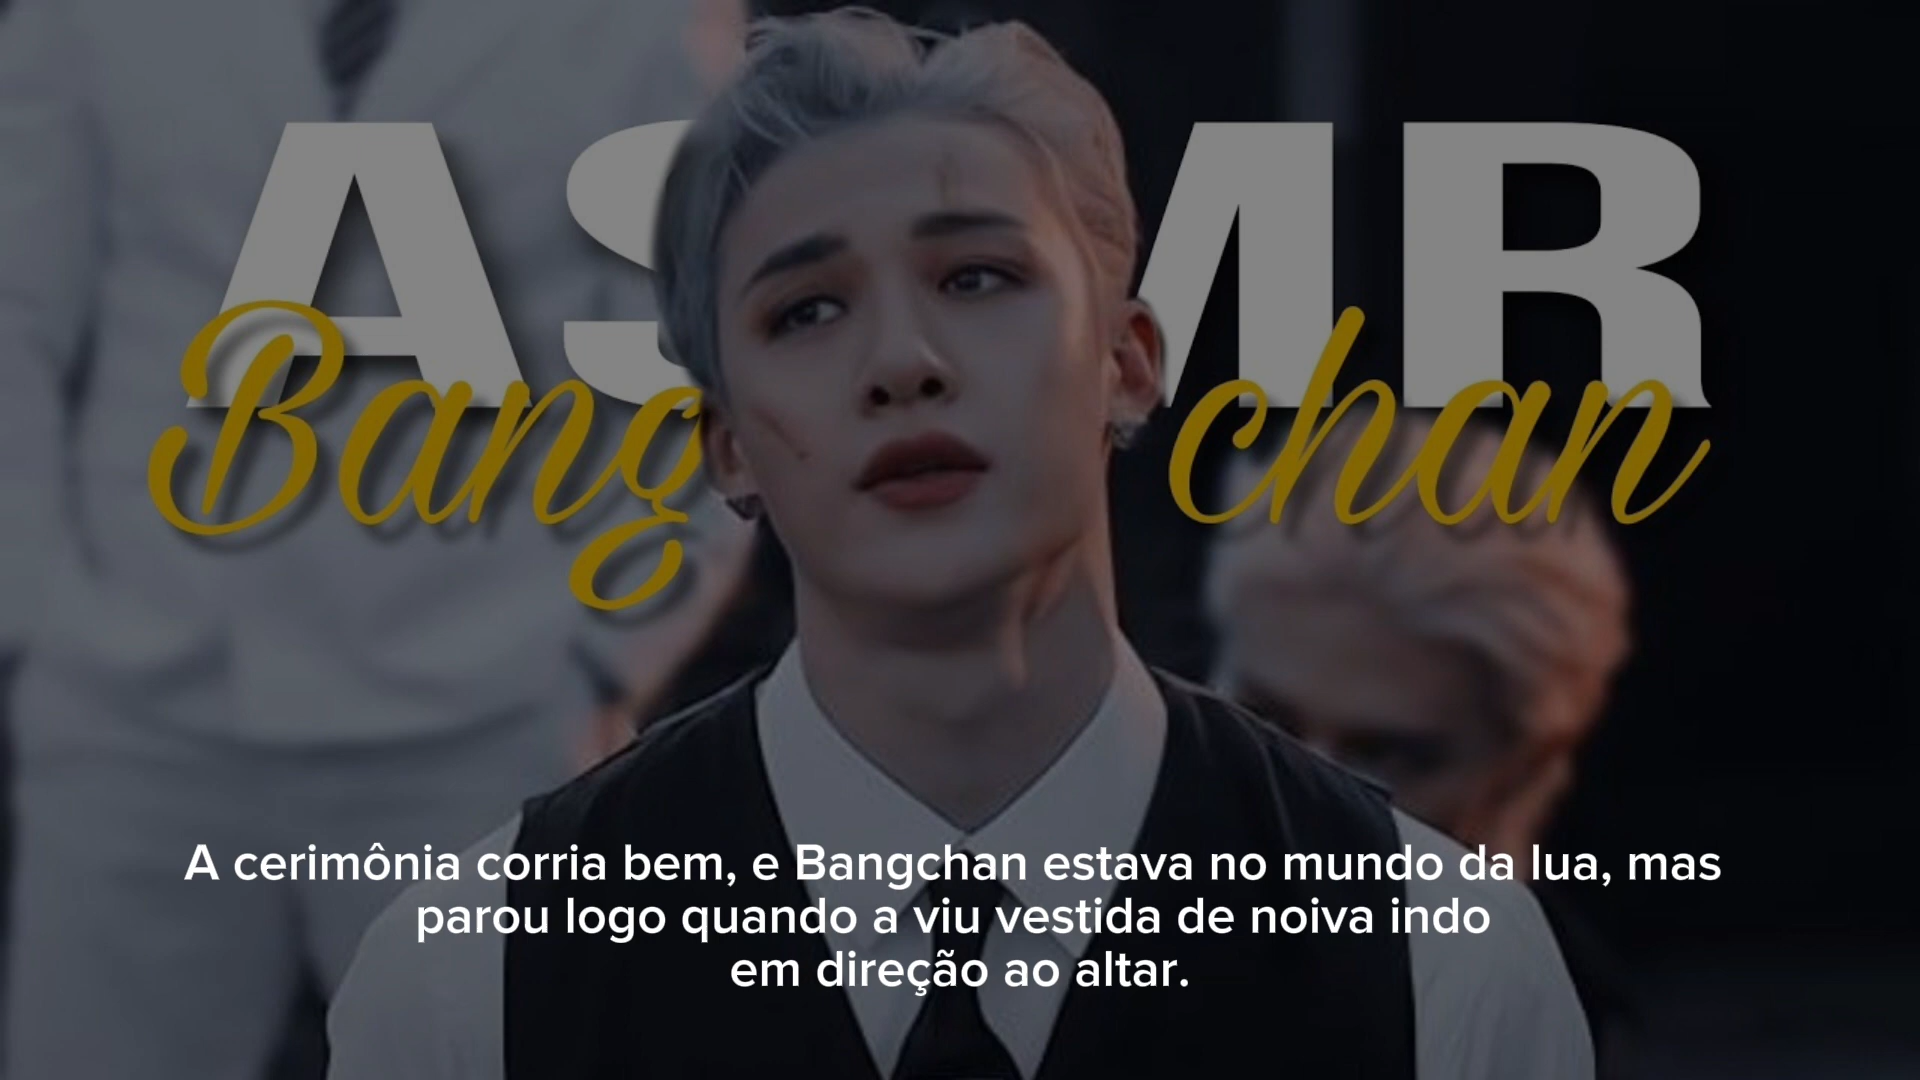 ASMR
Bang chan
A cerimônia corria bem, e Bangchan estava no mundo da lua, mas
parou logo quando a viu vestida de noiva indo
em direção ao altar.